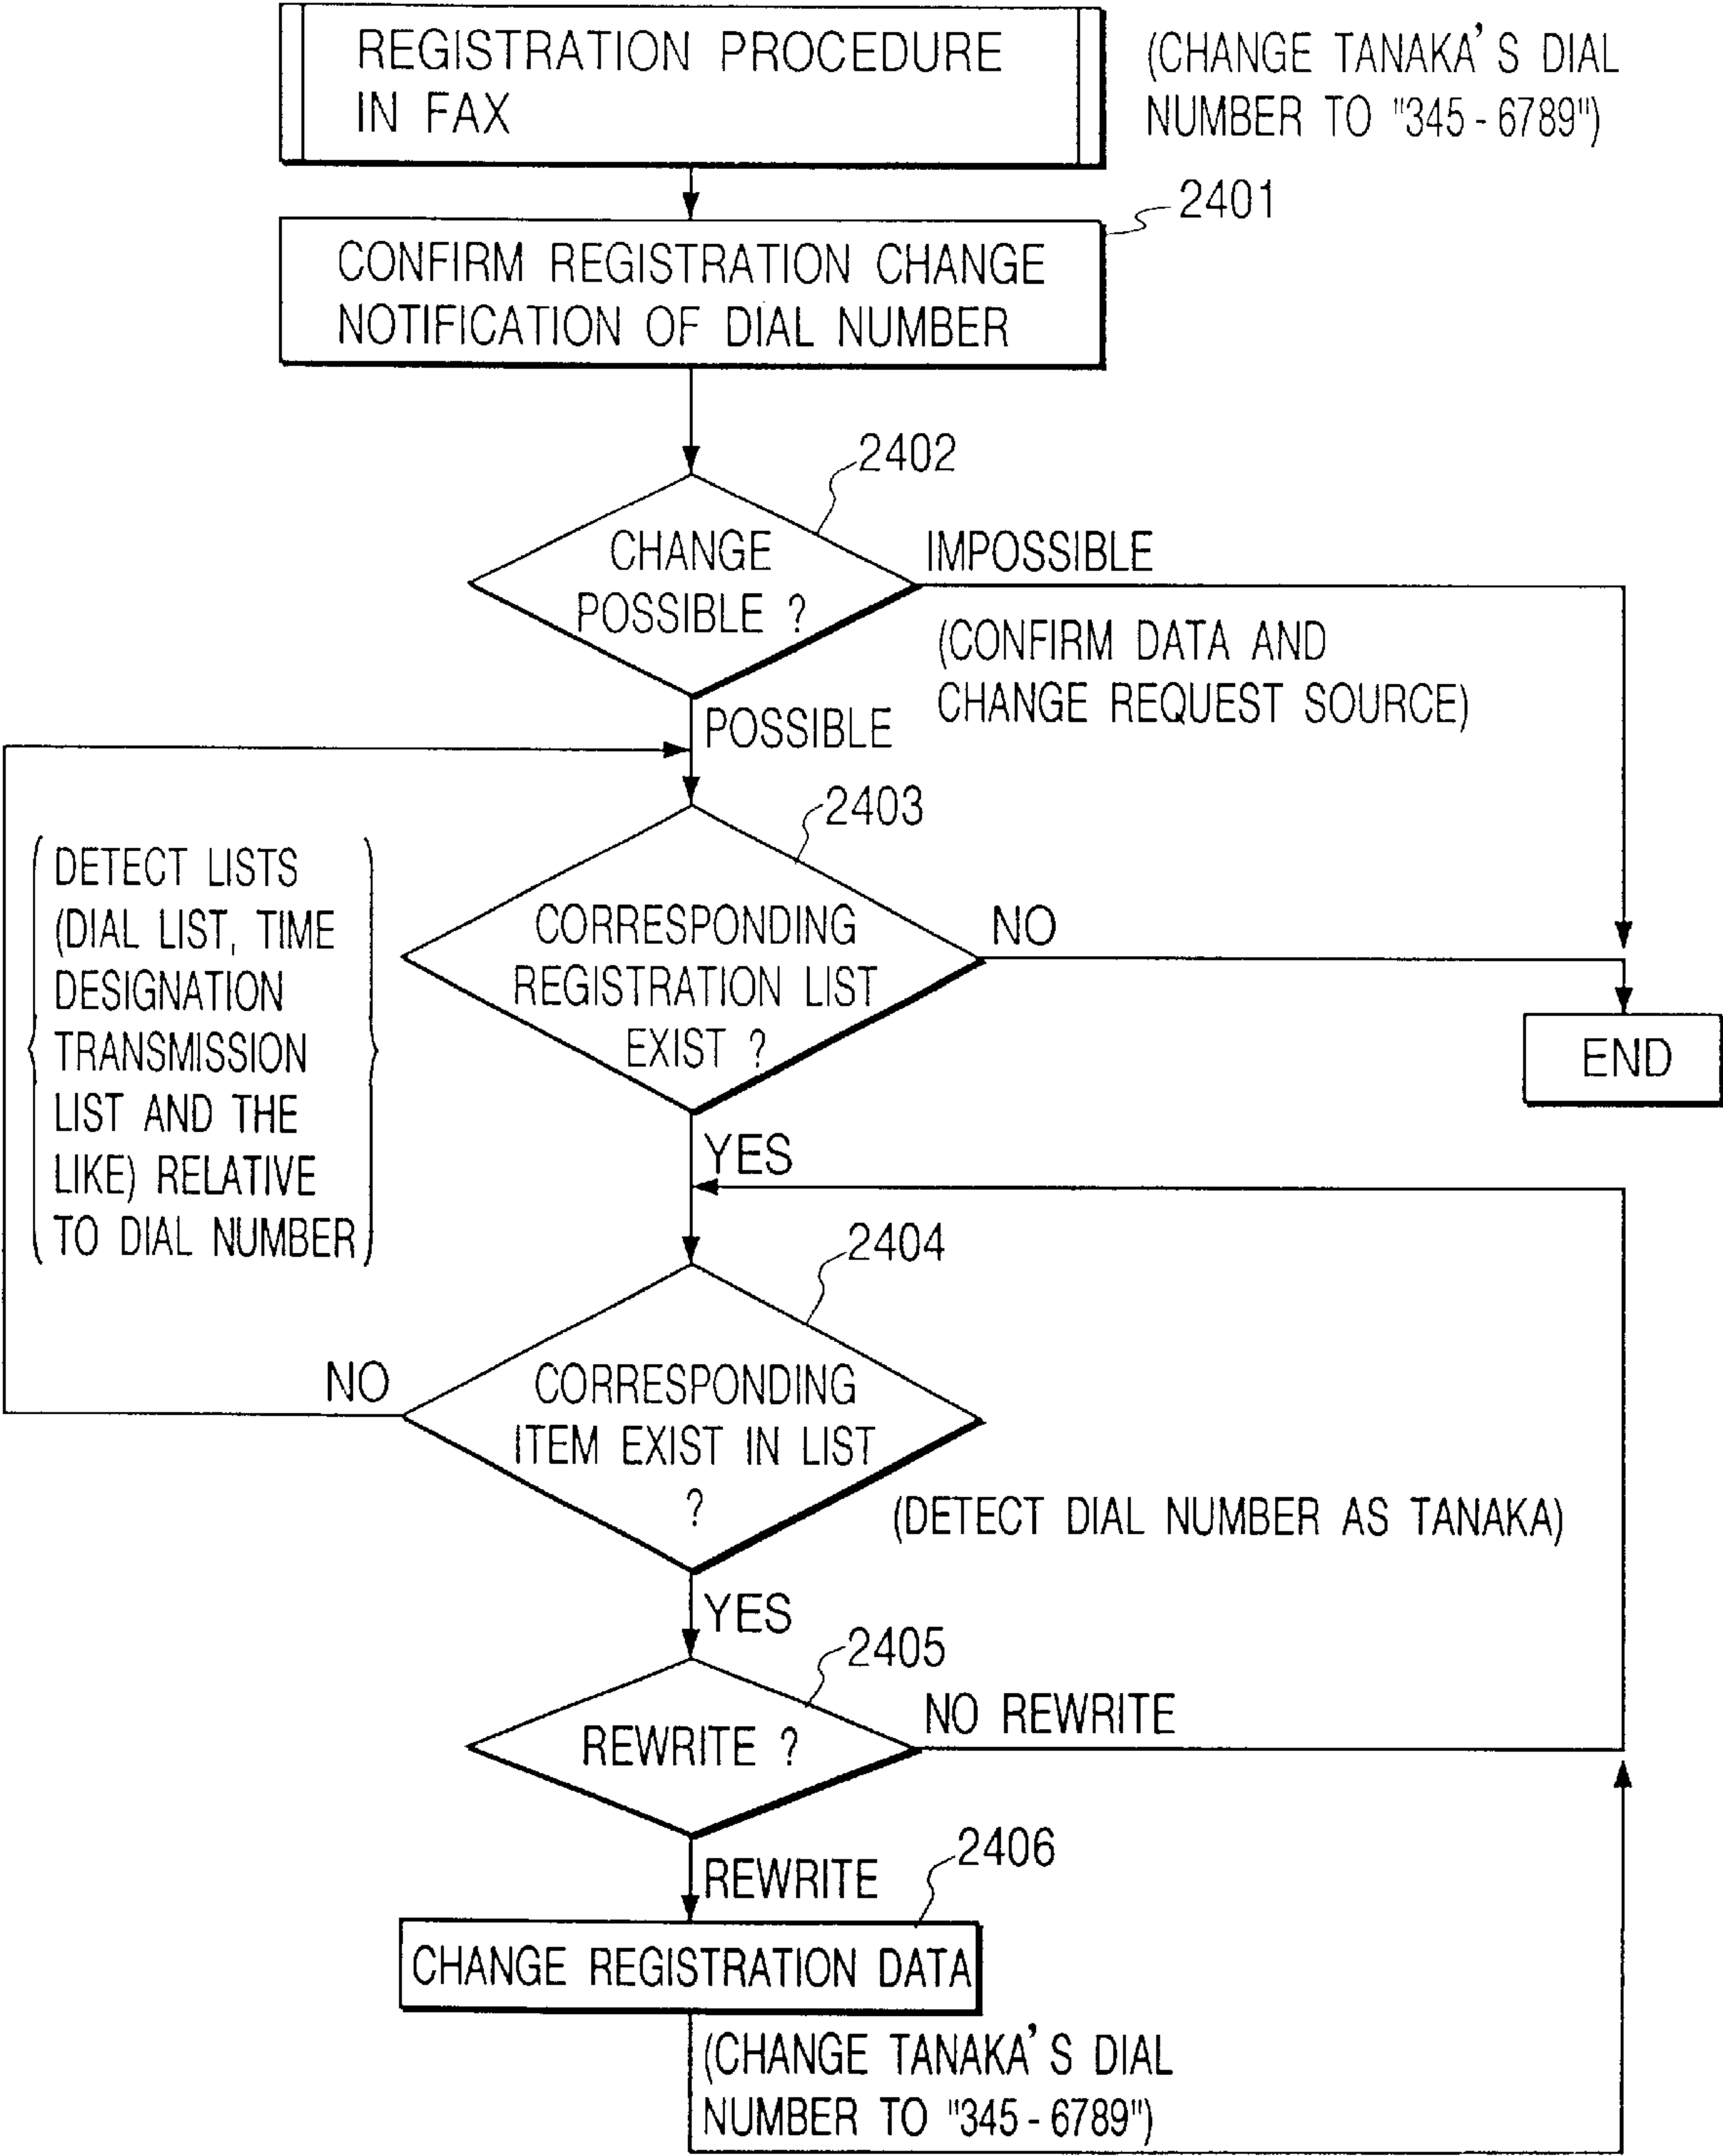 REGISTRATION PROCEDURE
IN FAX
(CHANGE TANAKA'S DIAL
NUMBER TO "345-6789")
2401
CONFIRM REGISTRATION CHANGE
NOTIFICATION OF DIAL NUMBER
2402
CHANGE
POSSIBLE ?
IMPOSSIBLE
(CONFIRM DATA AND
CHANGE REQUEST SOURCE)
POSSIBLE
2403
DETECT LISTS
(DIAL LIST, TIME
DESIGNATION
TRANSMISSION
LIST AND THE
LIKE) RELATIVE
TO DIAL NUMBER
CORRESPONDING
REGISTRATION LIST
EXIST ?
NO
END
YES
2404
NO
CORRESPONDING
ITEM EXIST IN LIST
?
(DETECT DIAL NUMBER AS TANAKA)
YES
2405
REWRITE ?
NO REWRITE
2406
REWRITE
CHANGE REGISTRATION DATA
(CHANGE TANAKA'S DIAL
NUMBER TO "345-6789")